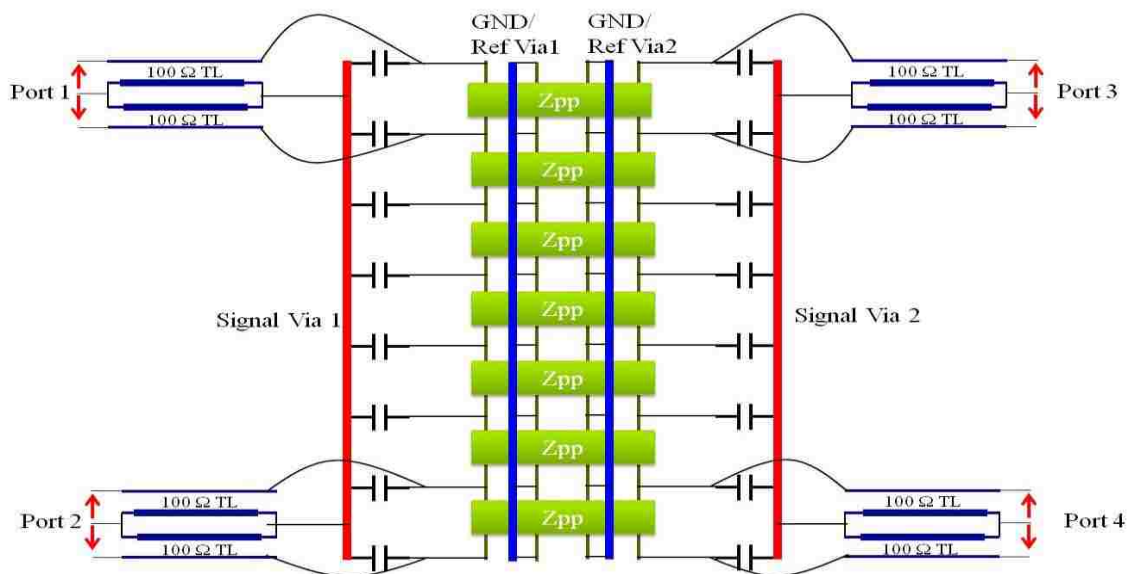 GND/ GND/
Ref Via1 Ref Via2
100 Ω TL 100 Ω TL
Port 1 Zpp Port 3
100 Ω TL 100 Ω TL
Zpp
Zpp
Signal Via 1 Zpp Signal Via 2
Zpp
Zpp
100 Ω TL 100 Ω TL
Port 2 Zpp Port 4
100 Ω TL 100 Ω TL